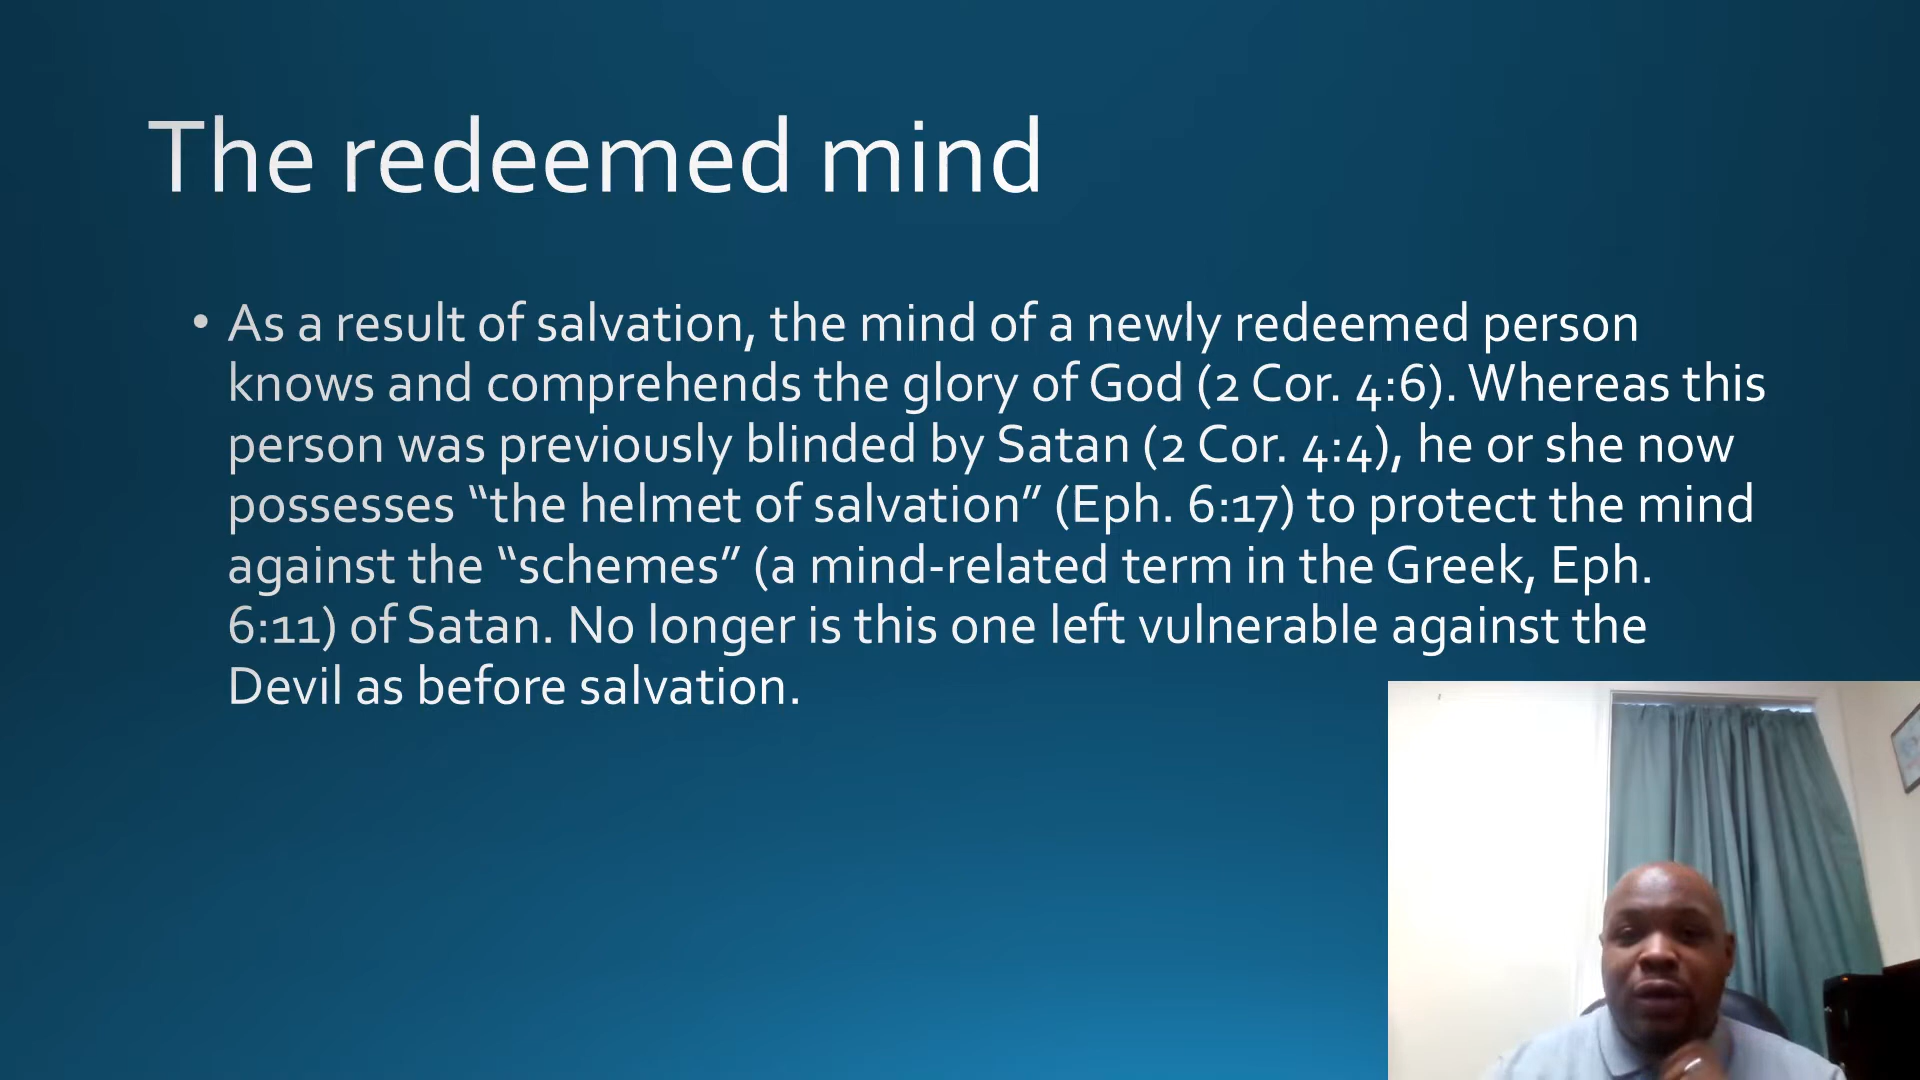 The redeemed mind
• As a result of salvation, the mind of a newly redeemed person
knows and comprehends the glory of God (2 Cor. 4:6). Whereas this
person was previously blinded by Satan (2 Cor. 4:4), he or she now
possesses “the helmet of salvation” (Eph. 6:17) to protect the mind
against the “schemes” (a mind-related term in the Greek, Eph.
6:11) of Satan. No longer is this one left vulnerable against the
Devil as before salvation.